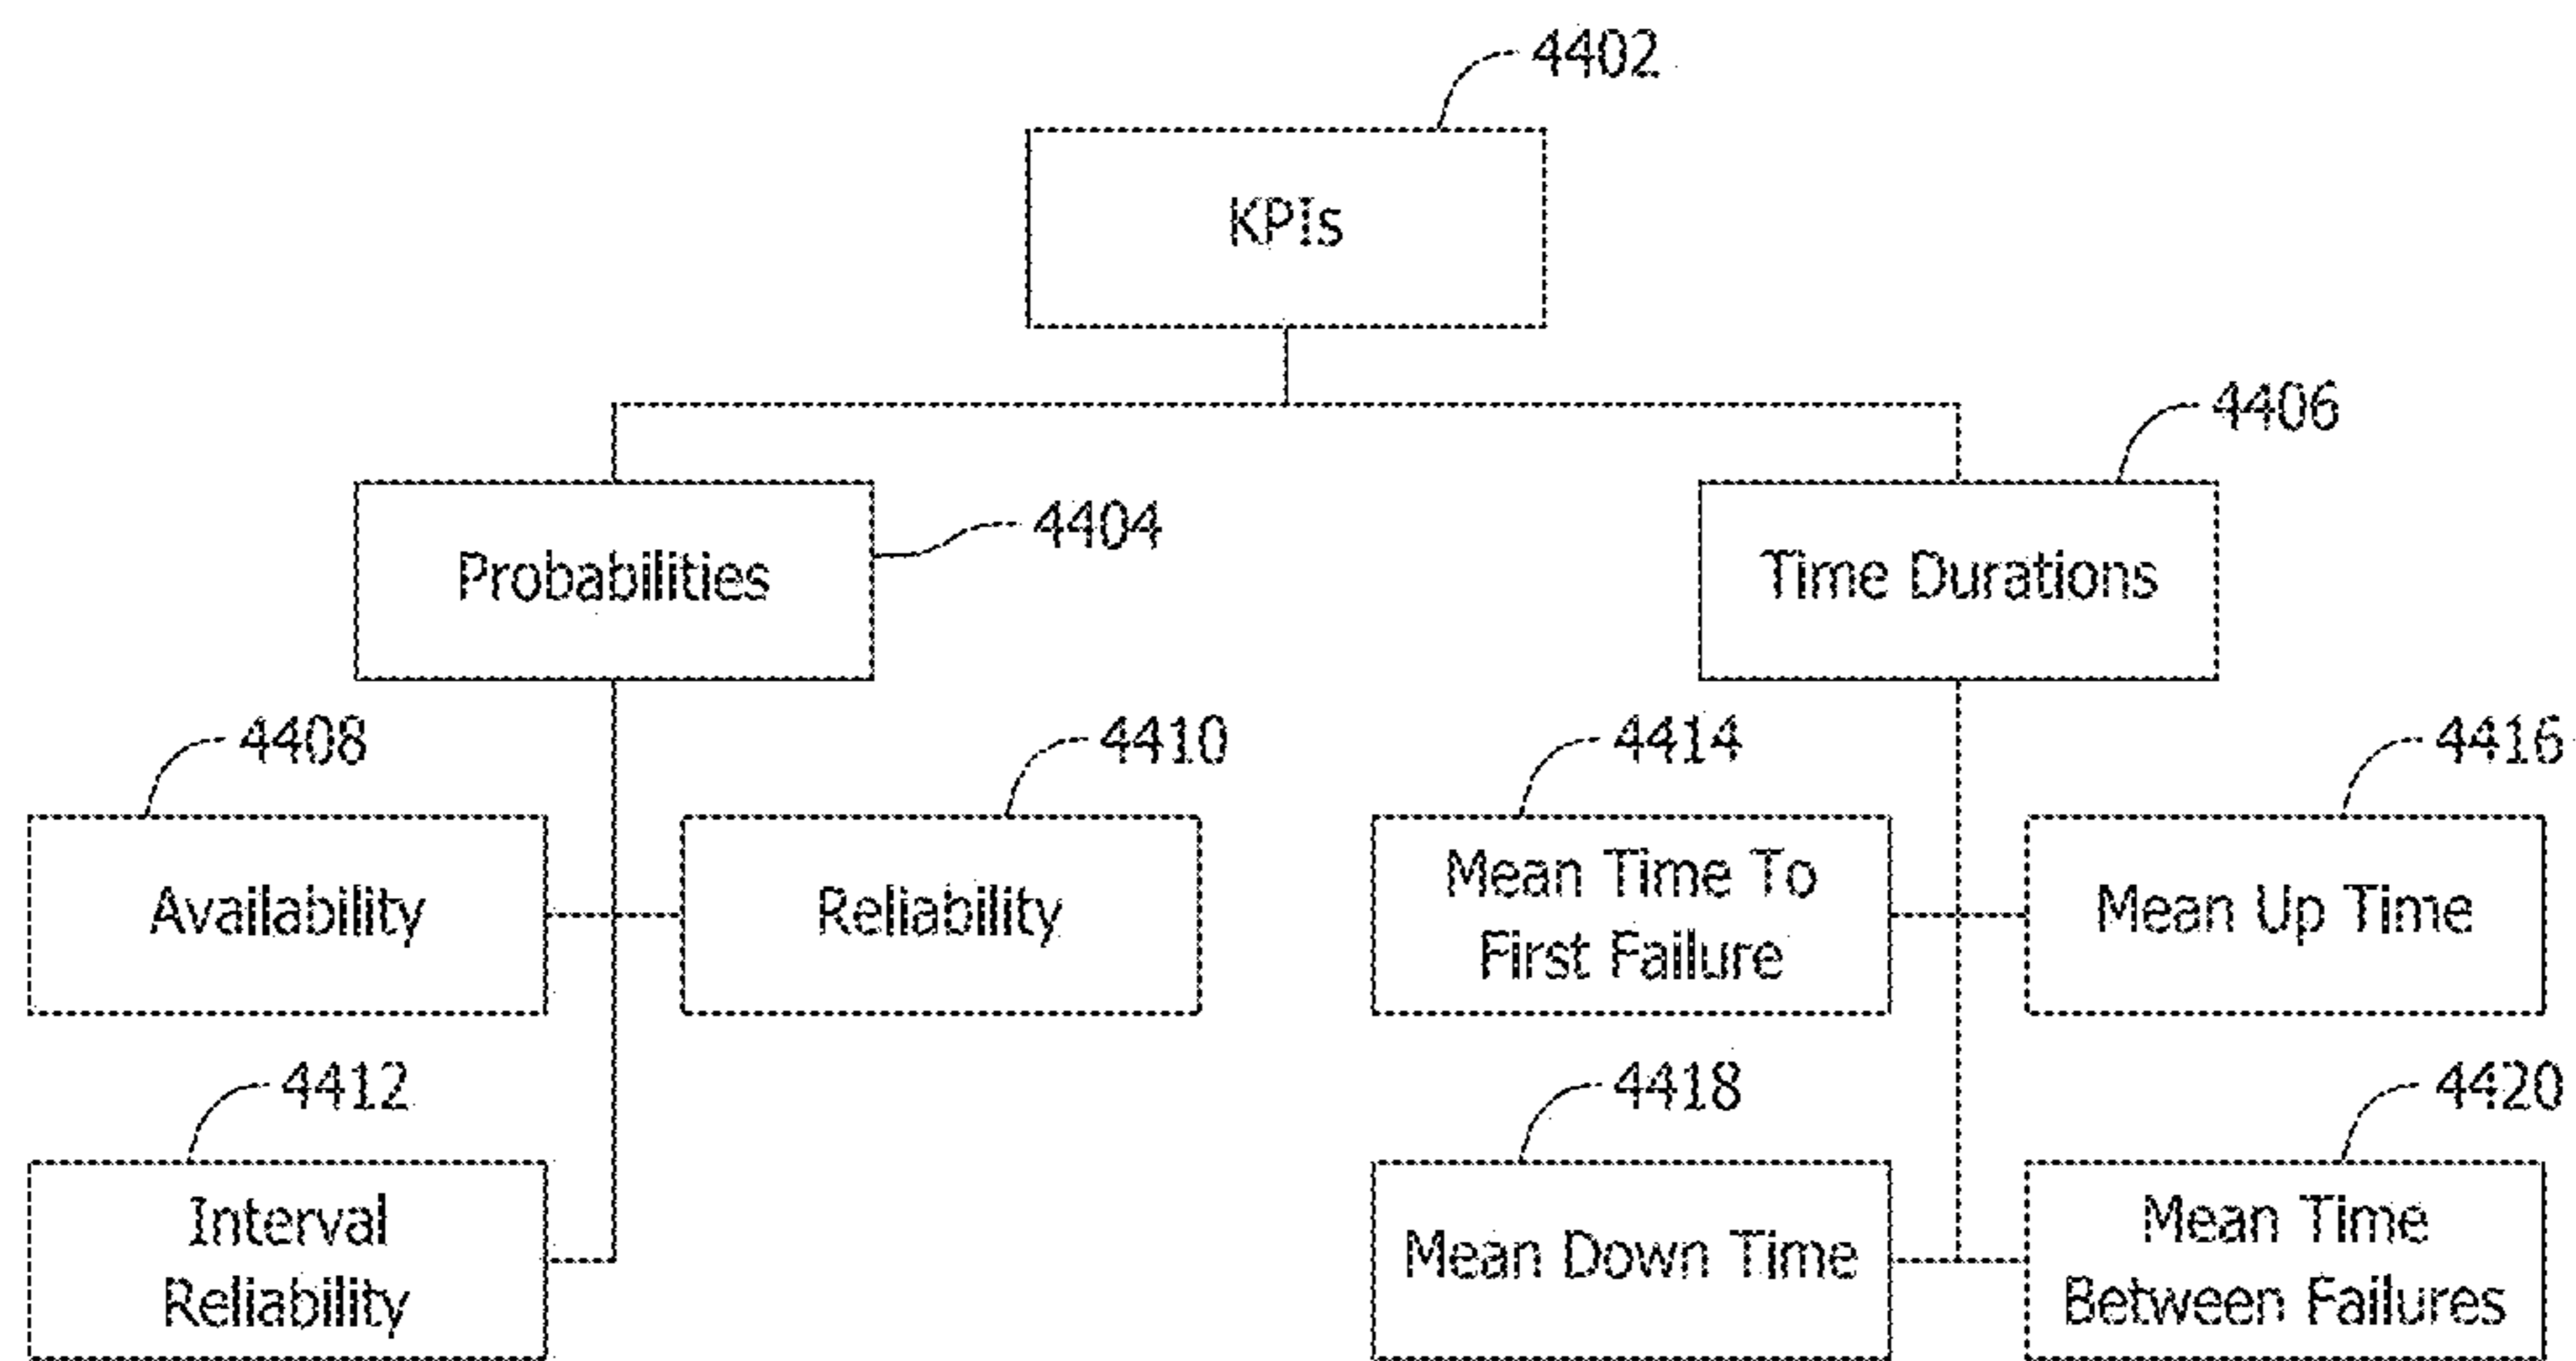 4402
KPIs
4406
4404
Probabilities
Time Durations
4408
4410
4414
4416
Availability
Reliability
Mean Time To
First Failure
Mean Up Time
4412
4418
4420
Interval
Reliability
Mean Down Time
Mean Time
Between Failures